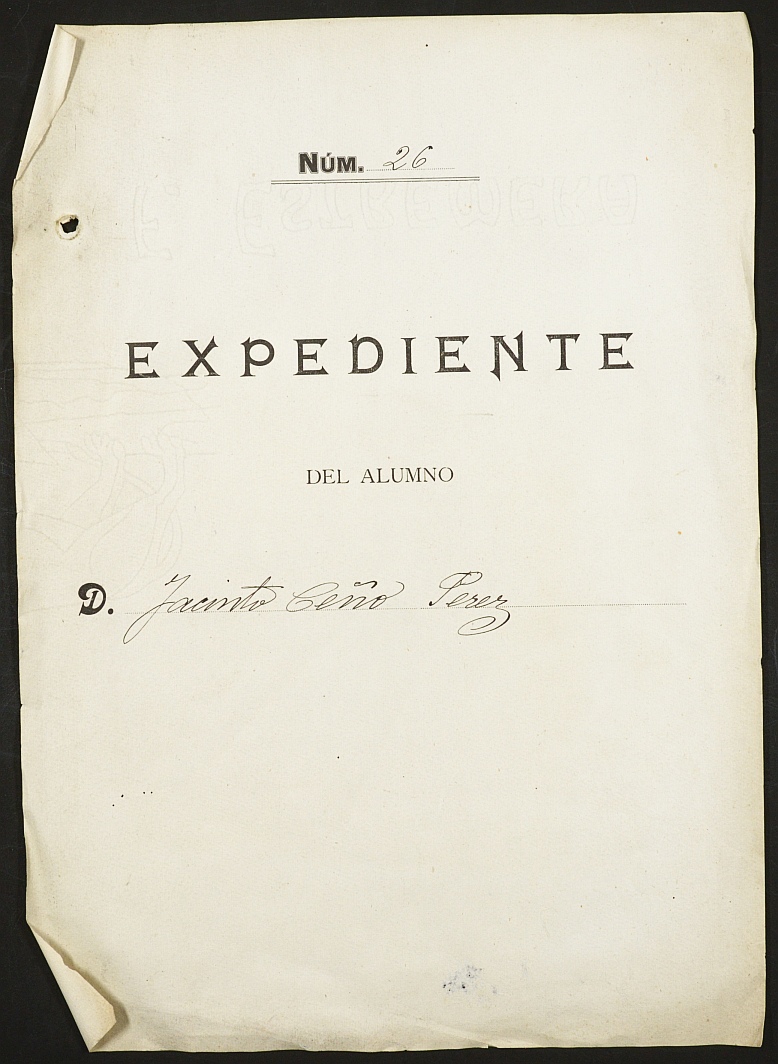 NÚM. 26
EXPEDIENTE
DEL ALUMNO
D. Jacinto Ceño Perez